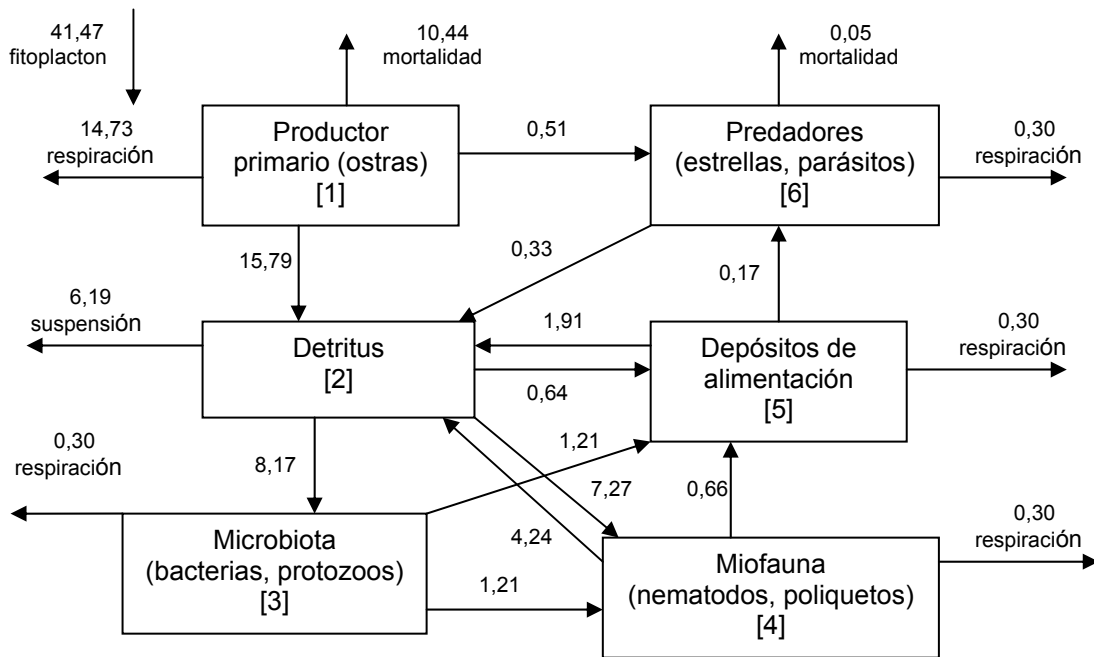 41,47
fitoplacton
10,44
mortalidad
0,05
mortalidad
14,73
respiración
Productor
primario (ostras)
[1]
0,51
Predadores
(estrellas, parásitos)
[6]
0,30
respiración
15,79
0,33
0,17
6,19
suspensión
Detritus
[2]
1,91
0,64
Depósitos de
alimentación
[5]
0,30
respiración
0,30
respiración
8,17
1,21
7,27
0,66
4,24
Microbiota
(bacterias, protozoos)
[3]
1,21
Miofauna
(nematodos, poliquetos)
[4]
0,30
respiración